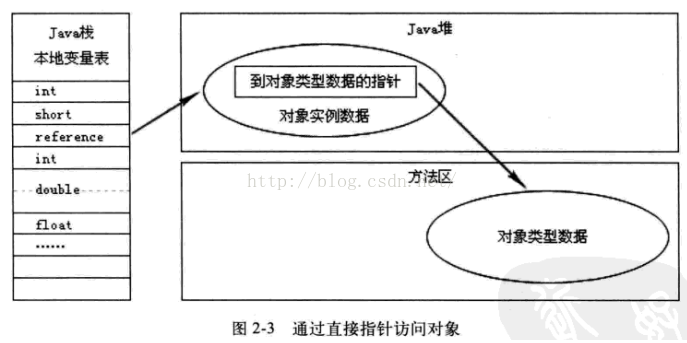 Java栈
本地变量表
int
short
reference
int
double
float
......
Java堆
到对象类型数据的指针
对象实例数据
http://blog.csdn.net/
方法区
对象类型数据
图 2-3 通过直接指针访问对象